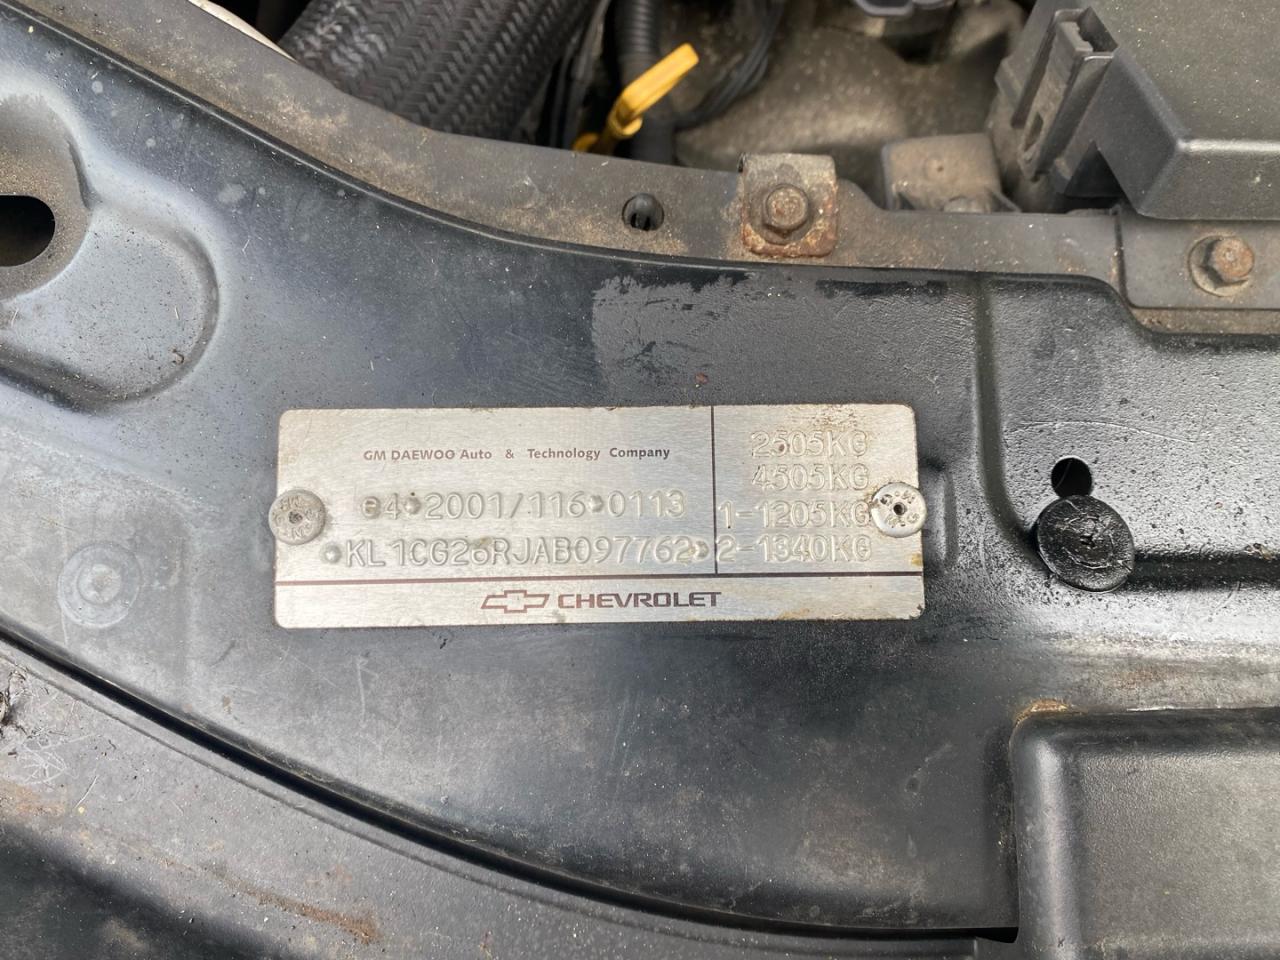 GM DAEWOO Auto & Technology Company
e4*2001/116*0113
*KL1CG26RJAB097762*
2505KG
4505KG
1-1205KG
2-1340KG
CHEVROLET